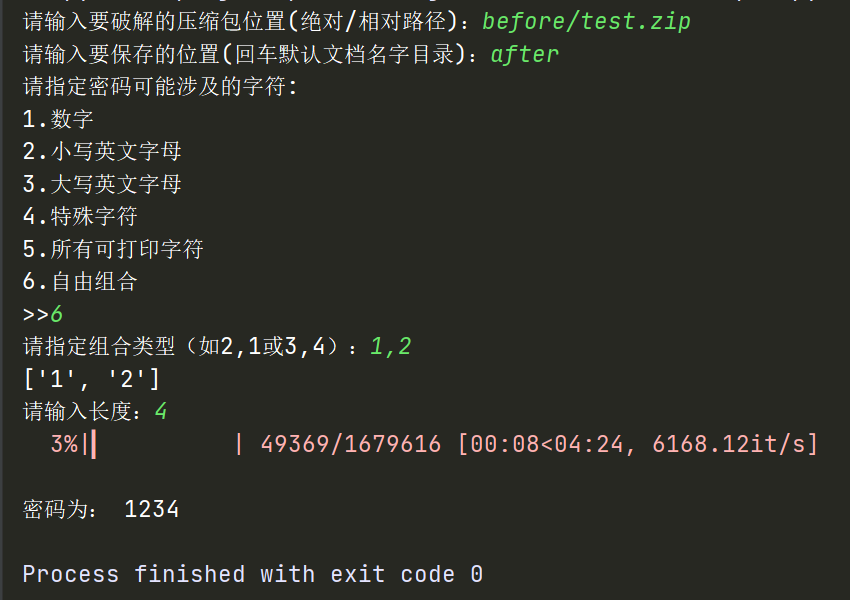 请输入要破解的压缩包位置(绝对/相对路径)：before/test.zip
请输入要保存的位置(回车默认文档名字目录)：after
请指定密码可能涉及的字符:
1.数字
2.小写英文字母
3.大写英文字母
4.特殊字符
5.所有可打印字符
6.自由组合
>>6
请指定组合类型（如2,1或3,4）：1,2
['1', '2']
请输入长度：4
3%|▍ | 49369/1679616 [00:08<04:24, 6168.12it/s]
密码为： 1234
Process finished with exit code 0